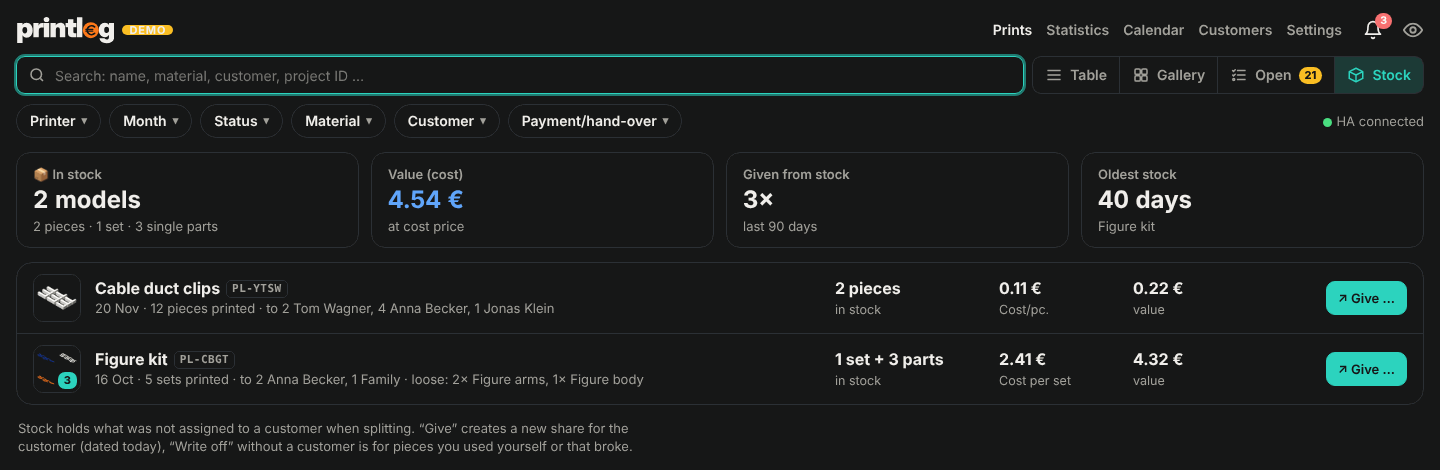 printl€g DEMO
Prints Statistics Calendar Customers Settings 3
Search: name, material, customer, project ID ...
Table Gallery Open 21 Stock
Printer ▾ Month ▾ Status ▾ Material ▾ Customer ▾ Payment/hand-over ▾
HA connected
📦 In stock
2 models
2 pieces · 1 set · 3 single parts
Value (cost)
4.54 €
at cost price
Given from stock
3×
last 90 days
Oldest stock
40 days
Figure kit
Cable duct clips PL-YTSW
20 Nov · 12 pieces printed · to 2 Tom Wagner, 4 Anna Becker, 1 Jonas Klein
2 pieces
in stock
0.11 €
Cost/pc.
0.22 €
value
↗ Give ...
3
Figure kit PL-CBGT
16 Oct · 5 sets printed · to 2 Anna Becker, 1 Family · loose: 2× Figure arms, 1× Figure body
1 set + 3 parts
in stock
2.41 €
Cost per set
4.32 €
value
↗ Give ...
Stock holds what was not assigned to a customer when splitting. “Give” creates a new share for the
customer (dated today), “Write off” without a customer is for pieces you used yourself or that broke.